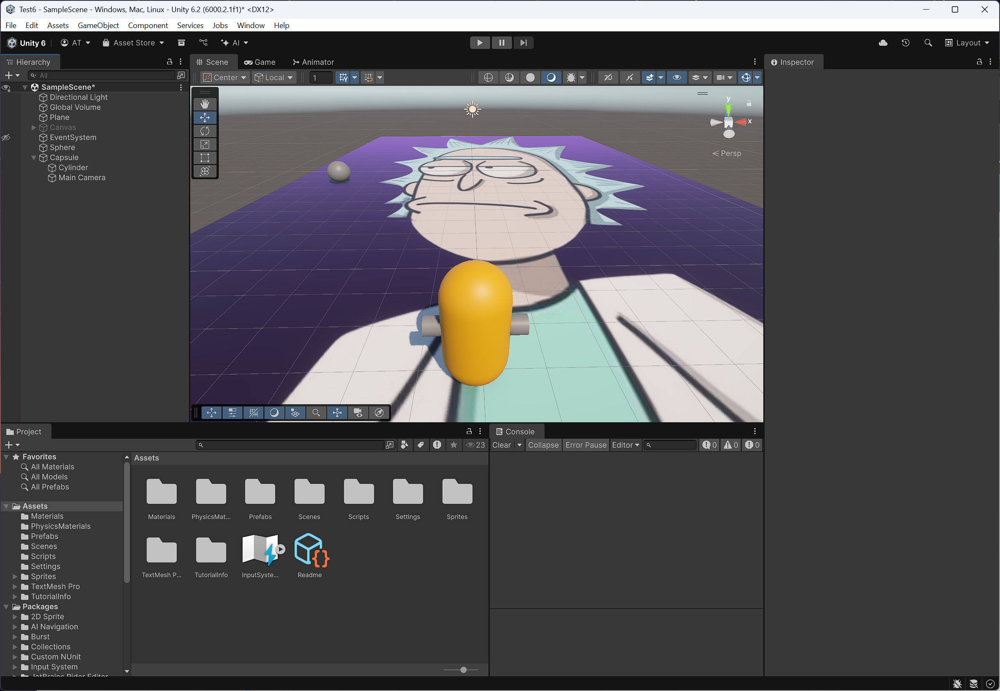 Test6 - SampleScene - Windows, Mac, Linux - Unity 6.2 (6000.2.1f1)* <DX12>
File Edit Assets GameObject Component Services Jobs Window Help
Unity 6 AT Asset Store AI Layout
Hierarchy
All
SampleScene*
Directional Light
Global Volume
Plane
Canvas
EventSystem
Sphere
Capsule
Cylinder
Main Camera
Scene Game Animator
Center Local 1 2D
y
x
Persp
Inspector
Project
23
Favorites
All Materials
All Models
All Prefabs
Assets
Materials
PhysicsMaterials
Prefabs
Scenes
Scripts
Settings
Sprites
TextMesh Pro
TutorialInfo
Packages
2D Sprite
AI Navigation
Burst
Collections
Custom NUnit
Input System
JetBrains Rider Editor
Assets
Materials PhysicsMat... Prefabs Scenes Scripts Settings Sprites
TextMesh P... TutorialInfo InputSyste... Readme
Console
Clear Collapse Error Pause Editor 0 0 0